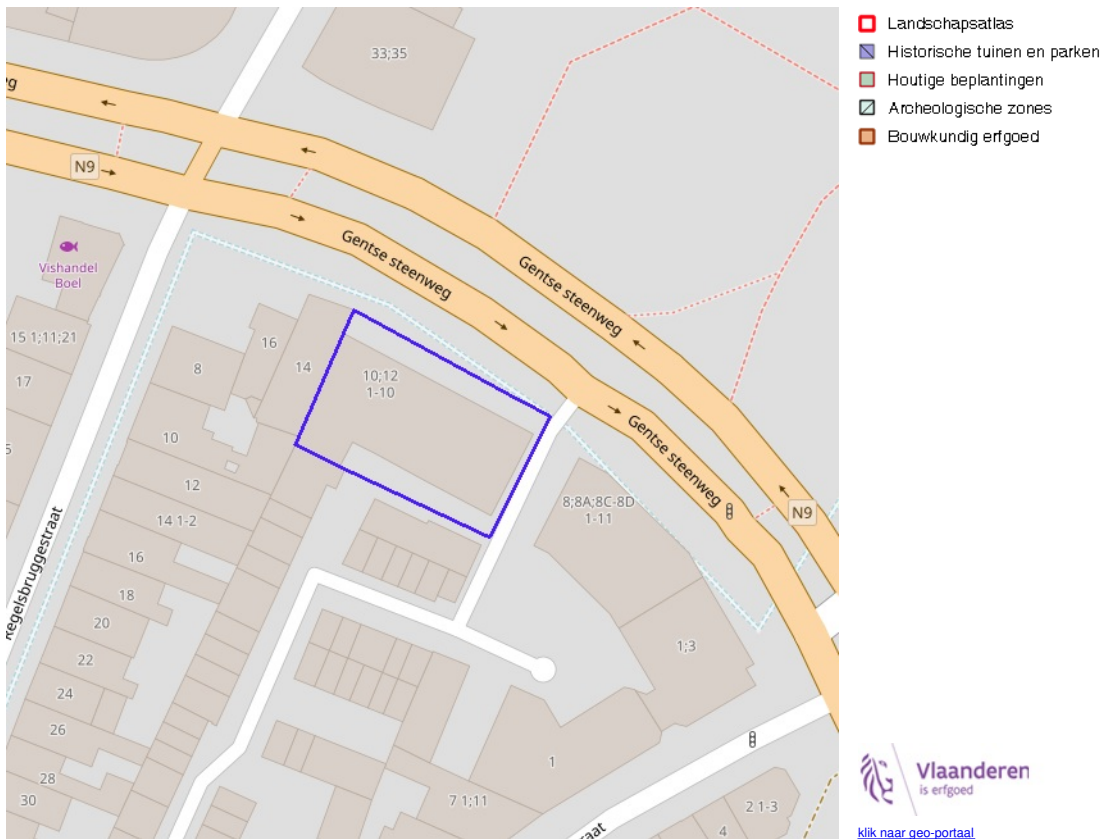 Landschapsatlas
Historische tuinen en parken
Houtige beplantingen
Archeologische zones
Bouwkundig erfgoed
33;35
eg
N9
Gentse steenweg
Gentse steenweg
Gentse steenweg
N9
Vishandel
Boel
15 1;11;21
17
5
16
14
8
10;12
1-10
10
12
14 1-2
16
18
20
22
24
26
28
30
Regelsbruggestraat
8;8A;8C-8D
1-11
1;3
1
7 1;11
2 1-3
4
raat
Vlaanderen
is erfgoed
klik naar geo-portaal